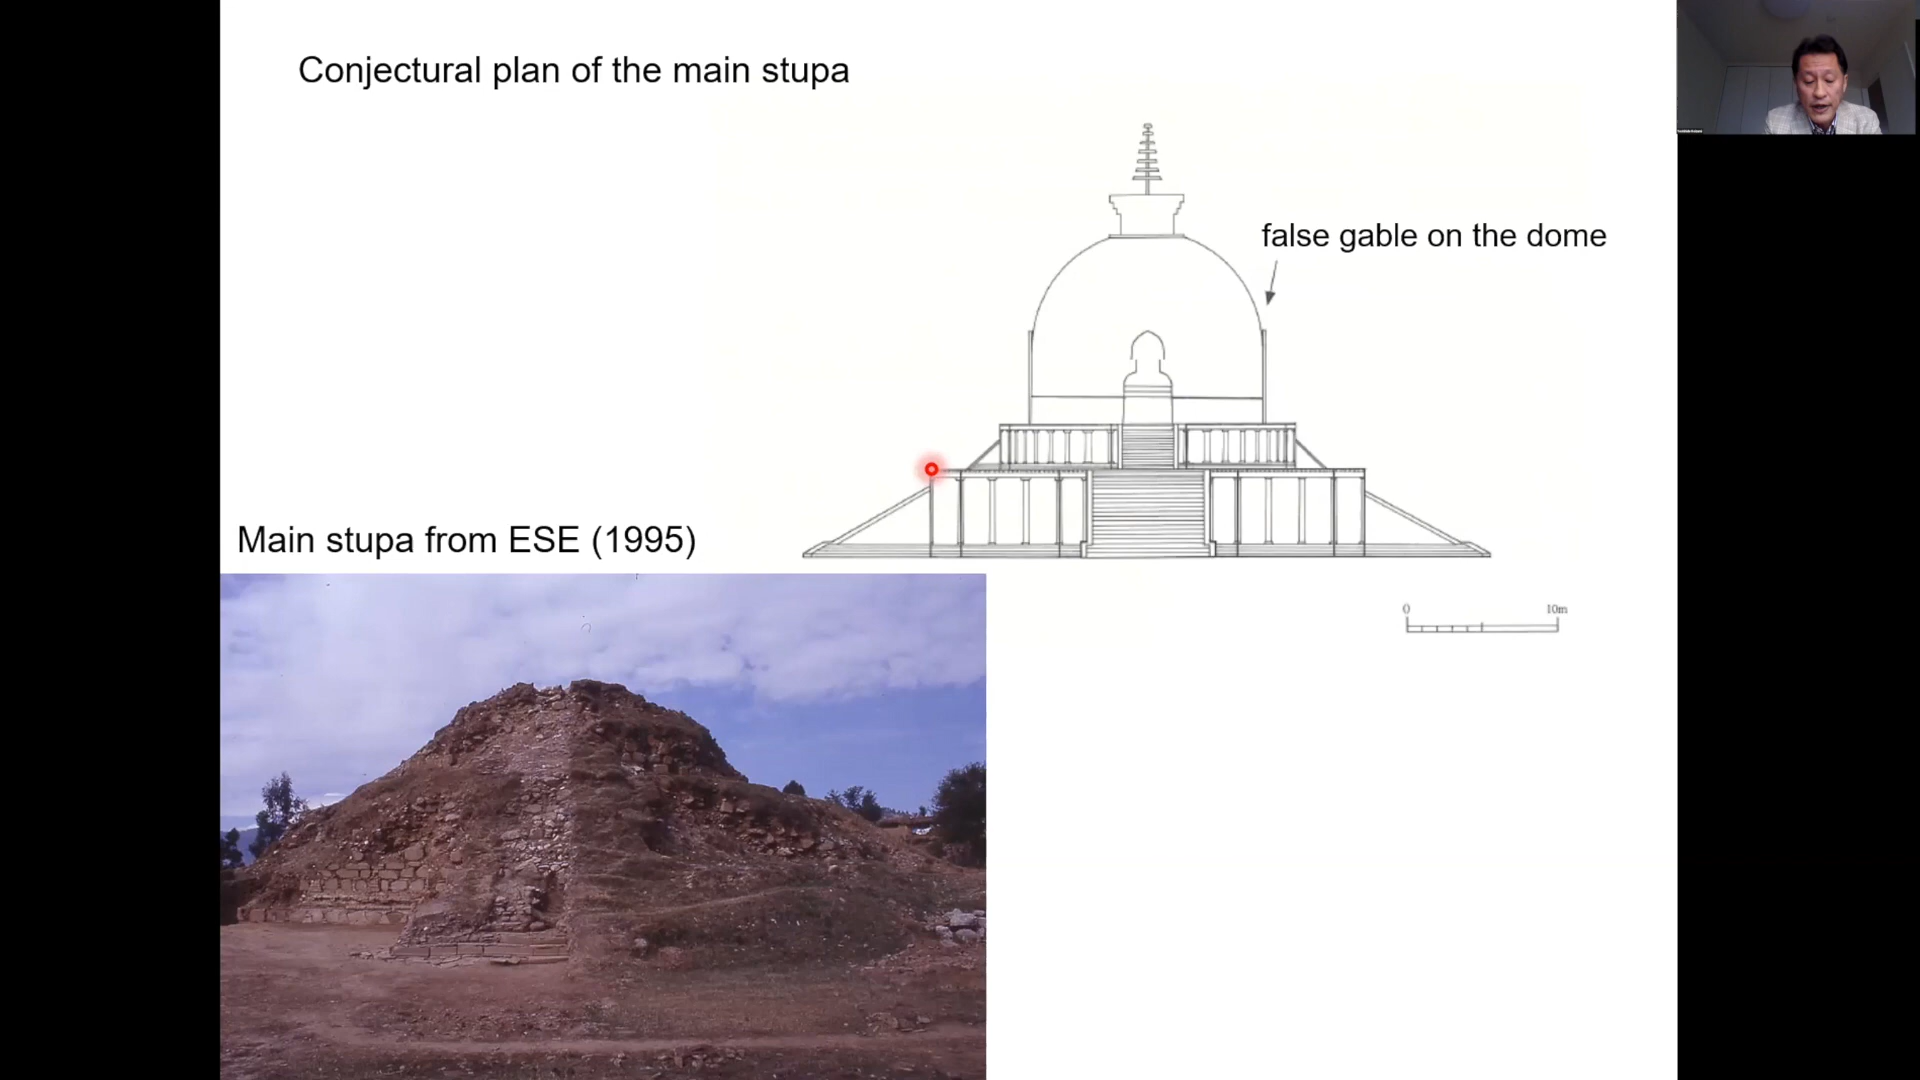 Conjectural plan of the main stupa
false gable on the dome
Main stupa from ESE (1995)
0 10m